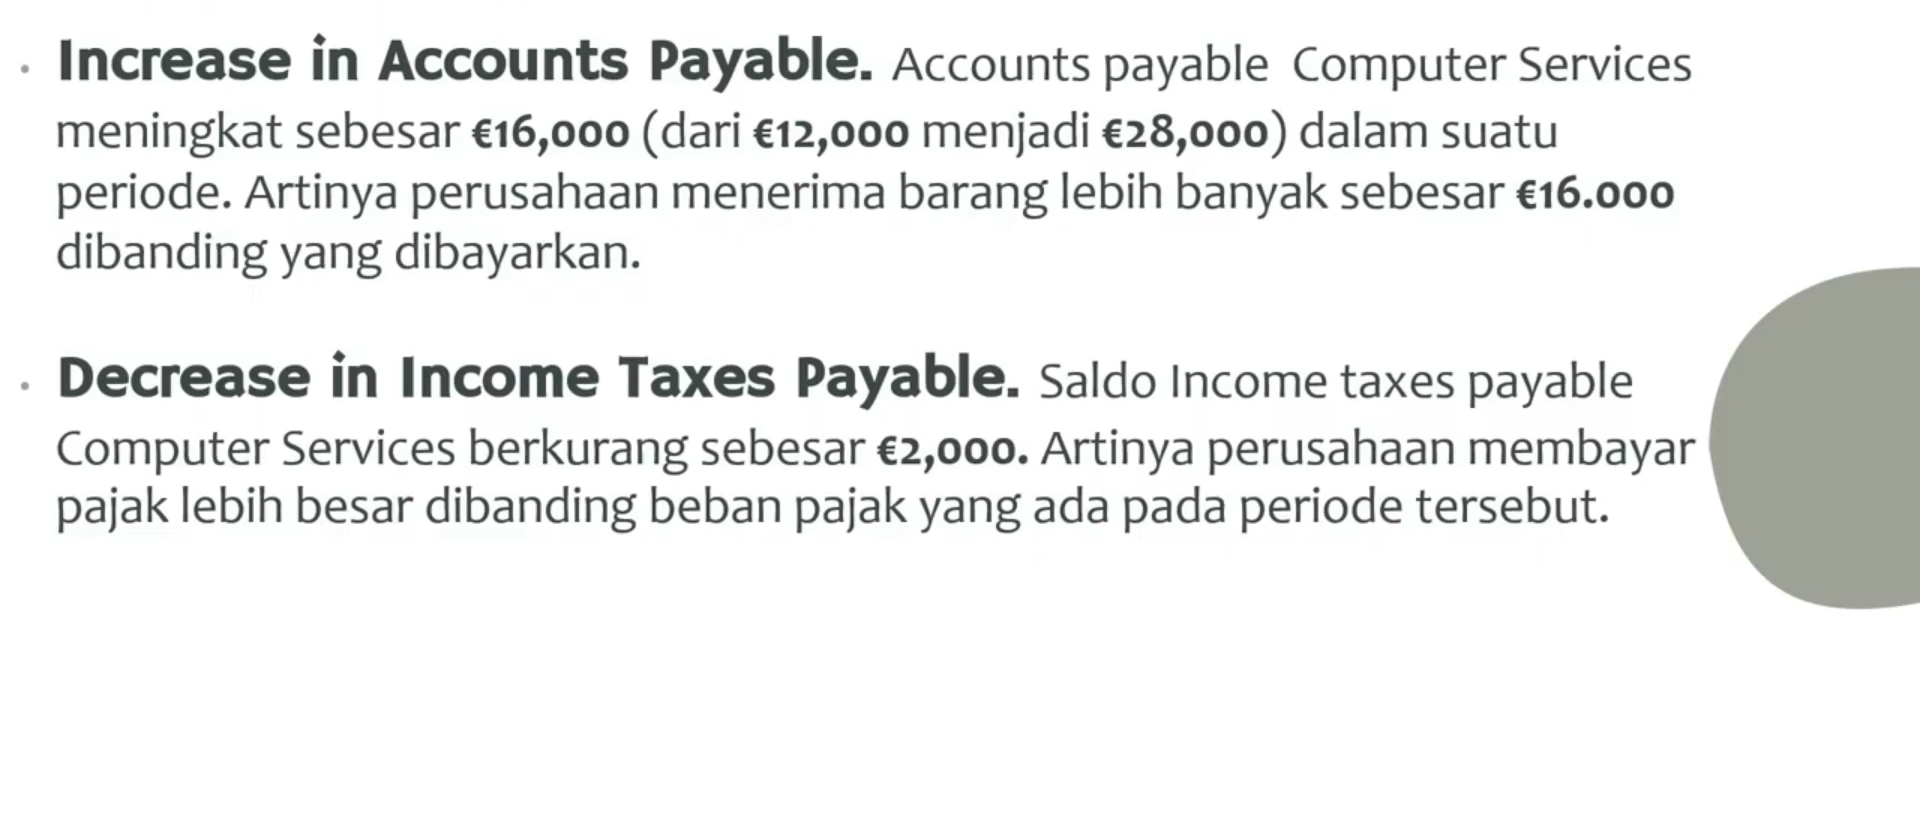 • Increase in Accounts Payable. Accounts payable Computer Services
meningkat sebesar €16,000 (dari €12,000 menjadi €28,000) dalam suatu
periode. Artinya perusahaan menerima barang lebih banyak sebesar €16.000
dibanding yang dibayarkan.
• Decrease in Income Taxes Payable. Saldo Income taxes payable
Computer Services berkurang sebesar €2,000. Artinya perusahaan membayar
pajak lebih besar dibanding beban pajak yang ada pada periode tersebut.